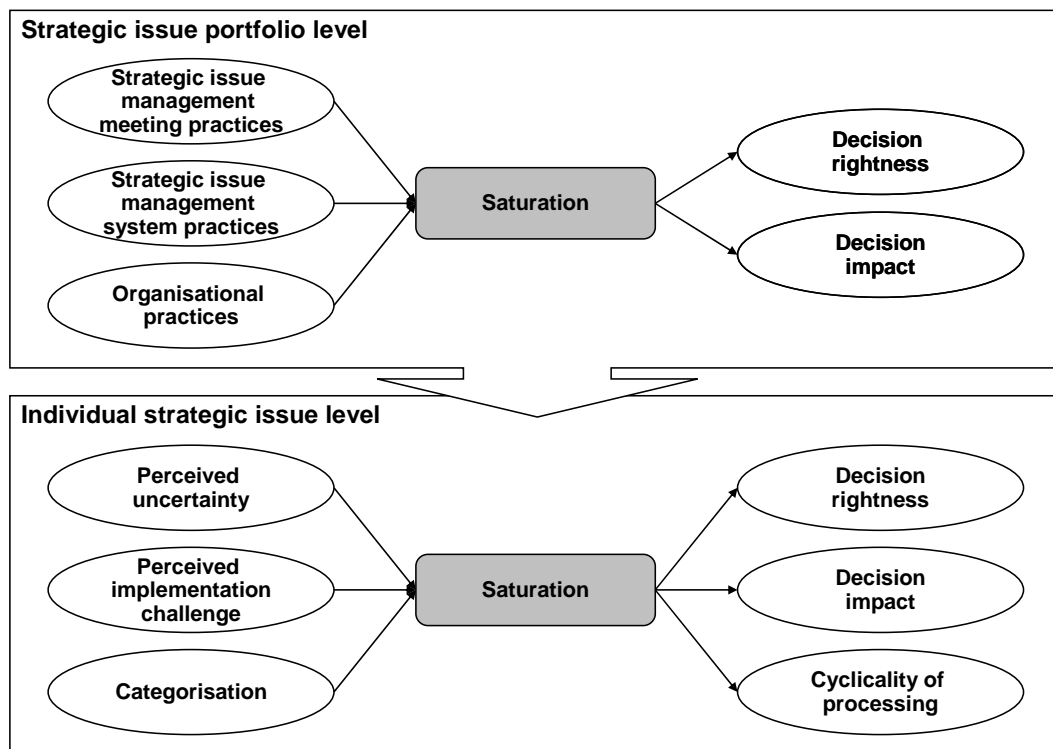 Strategic issue portfolio level
Strategic issue
management
meeting practices
Strategic issue
management
system practices
Organisational
practices
Saturation
Decision
rightness
Decision
impact
Individual strategic issue level
Perceived
uncertainty
Perceived
implementation
challenge
Categorisation
Saturation
Decision
rightness
Decision
impact
Cyclicality of
processing